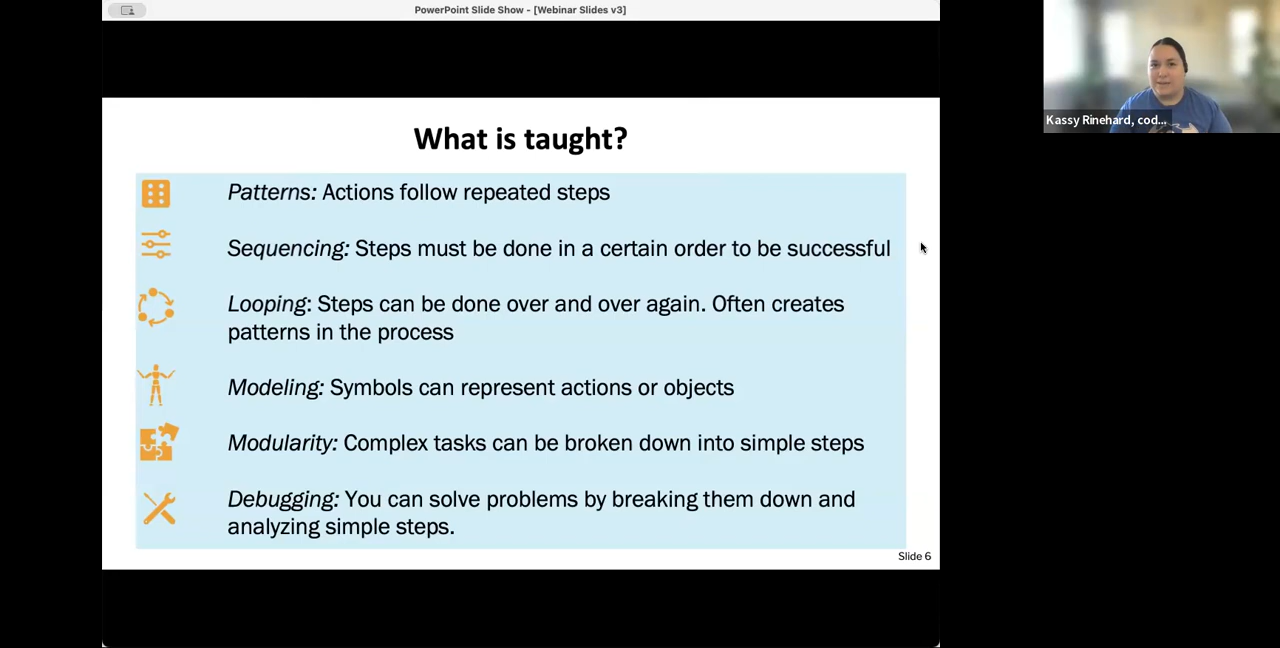 PowerPoint Slide Show - [Webinar Slides v3]
Kassy Rinehard, cod...
What is taught?
Patterns: Actions follow repeated steps
Sequencing: Steps must be done in a certain order to be successful
Looping: Steps can be done over and over again. Often creates
patterns in the process
Modeling: Symbols can represent actions or objects
Modularity: Complex tasks can be broken down into simple steps
Debugging: You can solve problems by breaking them down and
analyzing simple steps.
Slide 6